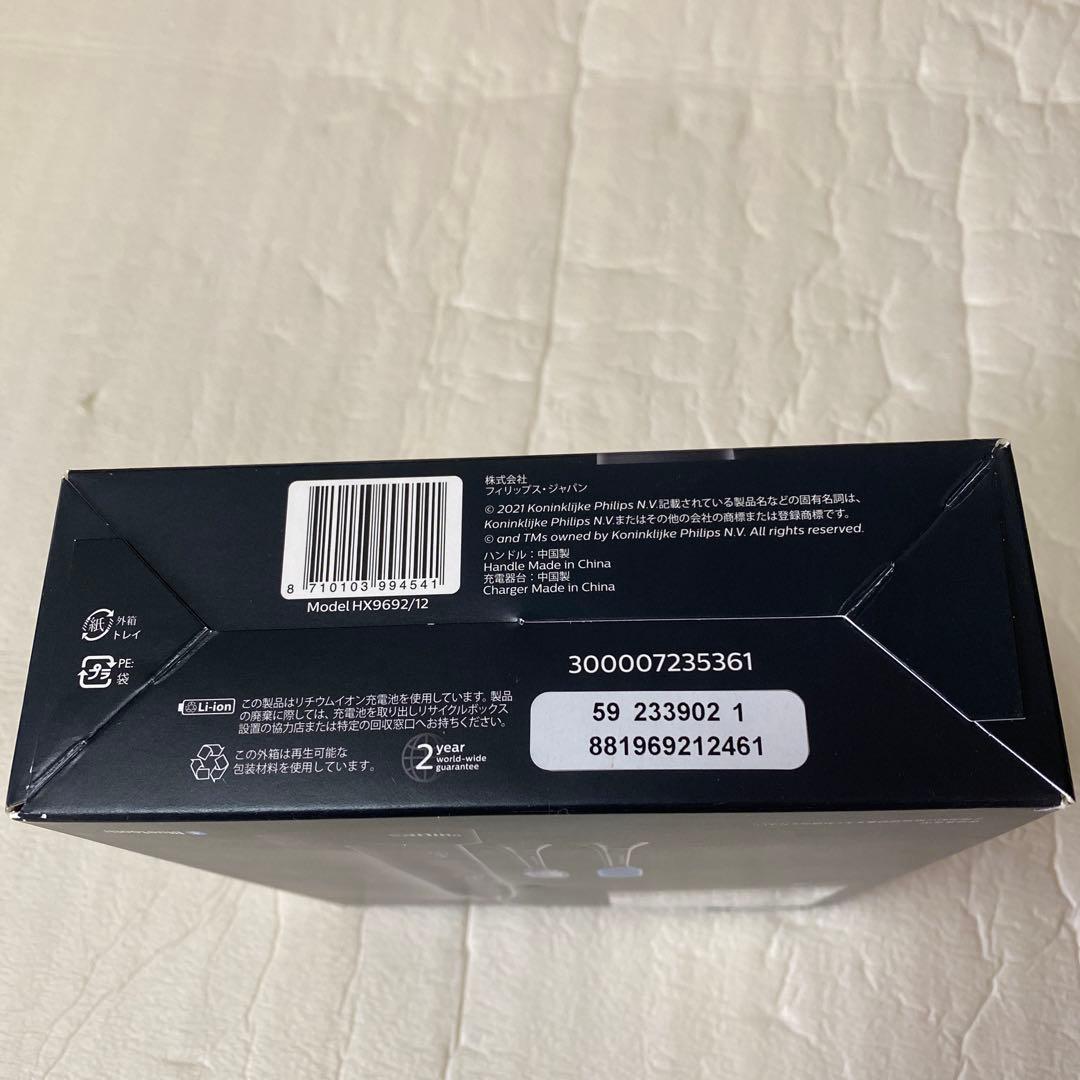 株式会社
フィリップス・ジャパン
© 2021 Koninklijke Philips N.V.記載されている製品名などの固有名詞は、
Koninklijke Philips N.V.またはその他の会社の商標または登録商標です。
© and TMs owned by Koninklijke Philips N.V. All rights reserved.
ハンドル：中国製
Handle Made in China
充電器台：中国製
Charger Made in China
8 710103 994541
Model HX9692/12
紙 外箱
トレイ
プラ PE:
袋
300007235361
Li-ion
この製品はリチウムイオン充電池を使用しています。製品
の廃棄に際しては、充電池を取り出しリサイクルボックス
設置の協力店または特定の回収窓口へお持ちください。
この外箱は再生可能な
包装材料を使用しています。
2 year
world-wide
guarantee
59 233902 1
881969212461
PHILIPS
Bluetooth